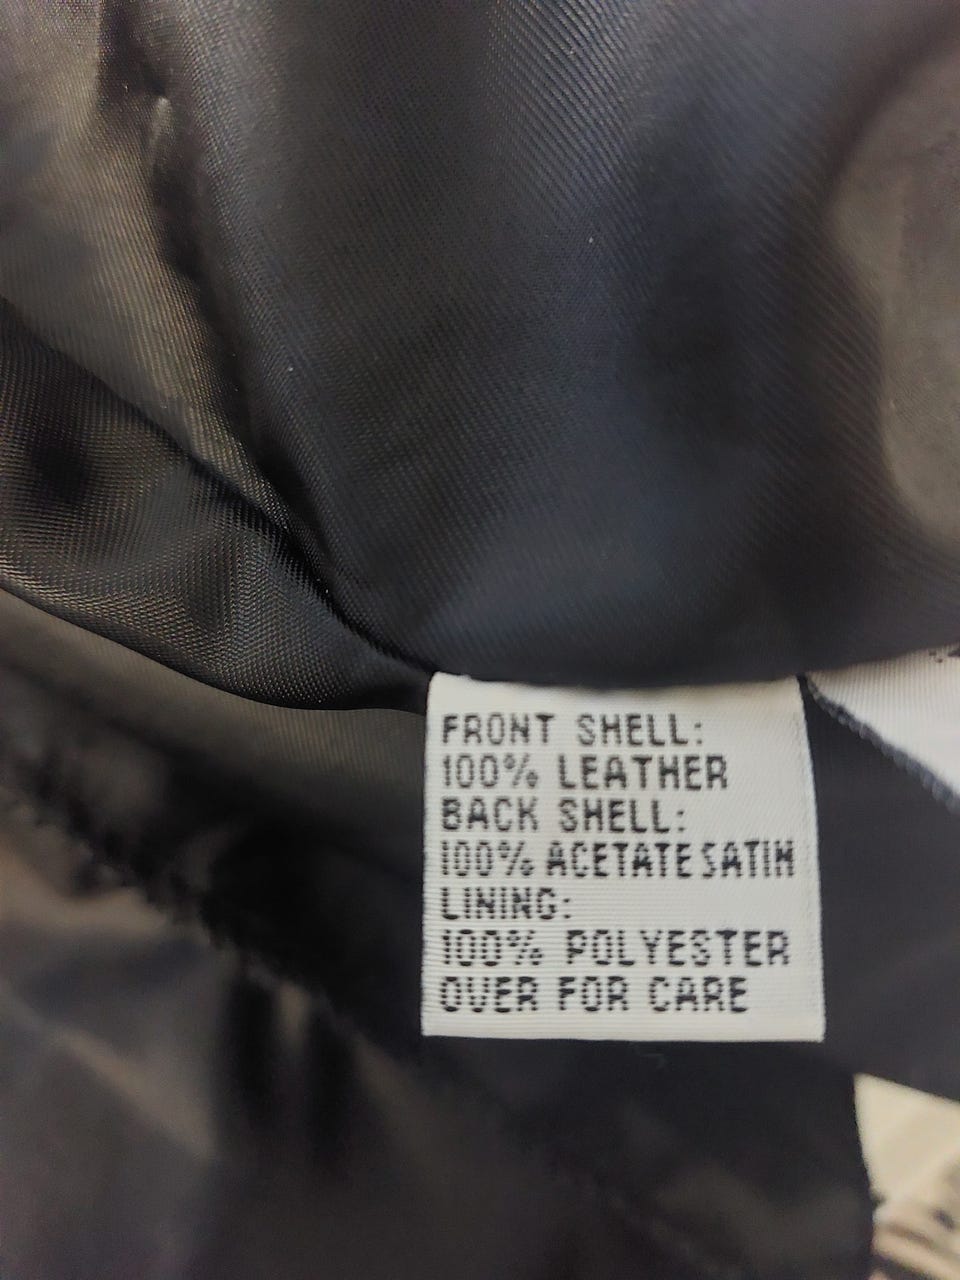 FRONT SHELL:
100% LEATHER
BACK SHELL:
100% ACETATE SATIN
LINING:
100% POLYESTER
OVER FOR CARE